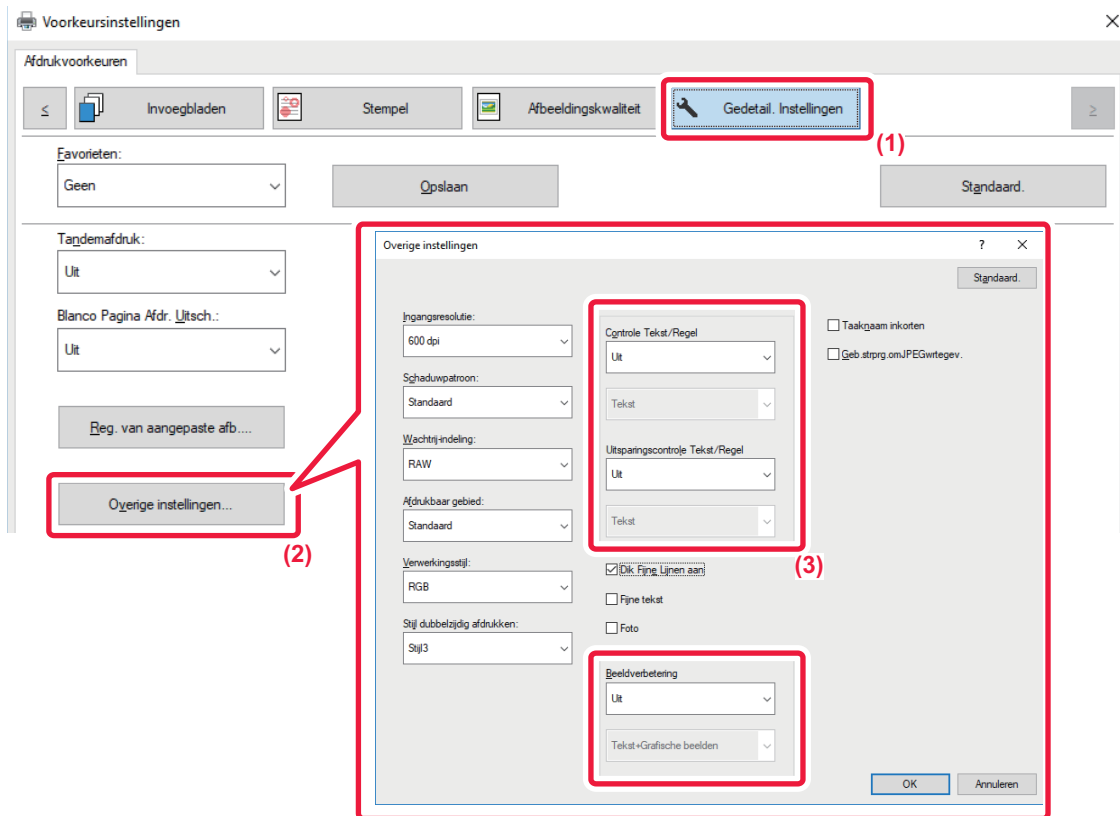 Voorkeursinstellingen
Afdrukvoorkeuren
<
Invoegbladen
Stempel
Afbeeldingskwaliteit
Gedetail. Instellingen
>
(1)
Favorieten:
Geen
Opslaan
Standaard.
Tandemafdruk:
Uit
Blanco Pagina Afdr. Uitsch.:
Uit
Reg. van aangepaste afb....
Overige instellingen...
(2)
Overige instellingen
?
Standaard.
Ingangsresolutie:
600 dpi
Schaduwpatroon:
Standaard
Wachtrij-indeling:
RAW
Afdrukbaar gebied:
Standaard
Verwerkingsstijl:
RGB
Stijl dubbelzijdig afdrukken:
Stijl3
Controle Tekst/Regel
Uit
Tekst
Uitsparingscontrole Tekst/Regel
Uit
Tekst
(3)
Dik Fijne Lijnen aan
Fijne tekst
Foto
Beeldverbetering
Uit
Tekst+Grafische beelden
Taaknaam inkorten
Geb.strprg.omJPEGwrtegev.
OK
Annuleren